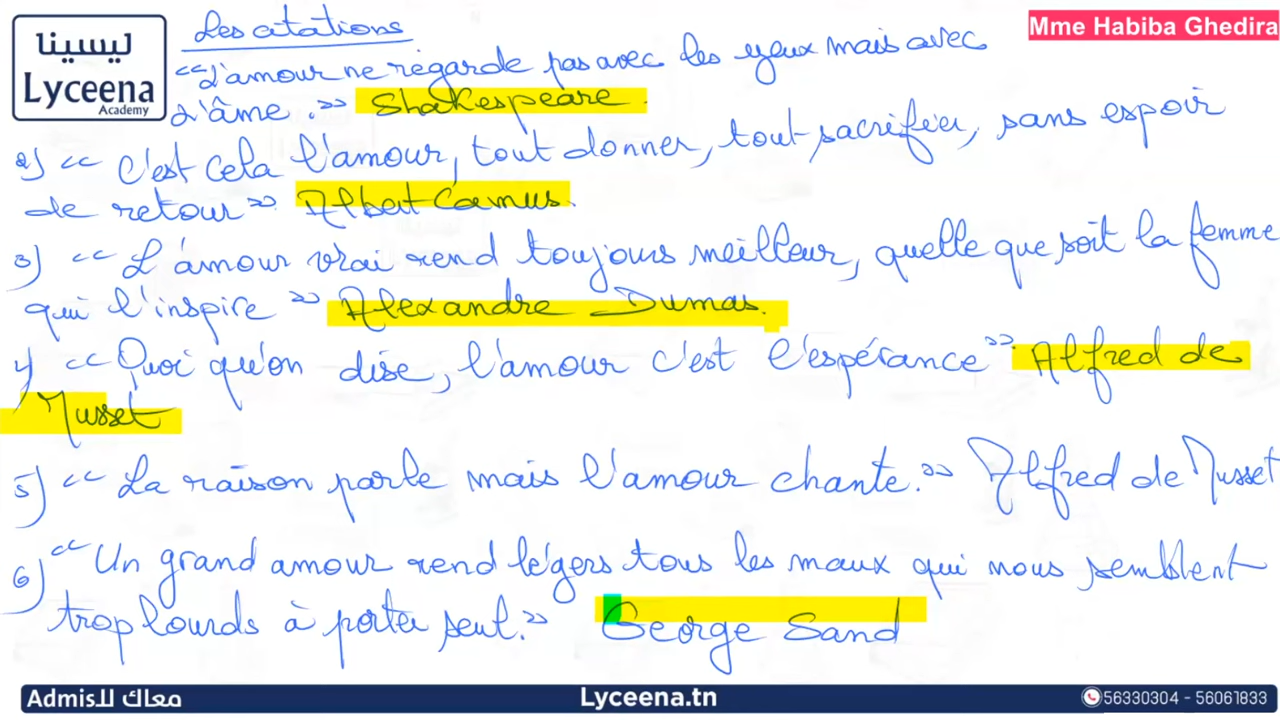 Les citations
Mme Habiba Ghedira
ليسينا
Lyceena
Academy
"L'amour ne regarde pas avec les yeux mais avec
l'âme." Shakespeare.
2) "C'est cela l'amour, tout donner, tout sacrifier, sans espoir
de retour" Albert Camus.
3) "L'amour vrai rend toujours meilleur, quelle que soit la femme
qui l'inspire" Alexandre Dumas.
4) "Quoi qu'on dise, l'amour c'est l'espérance" Alfred de
Musset
5) "La raison parle mais l'amour chante." Alfred de Musset
6) "Un grand amour rend légers tous les maux qui nous semblent
trop lourds à porter seul." George Sand
Admis معاك للـ
Lyceena.tn
56330304 - 56061833